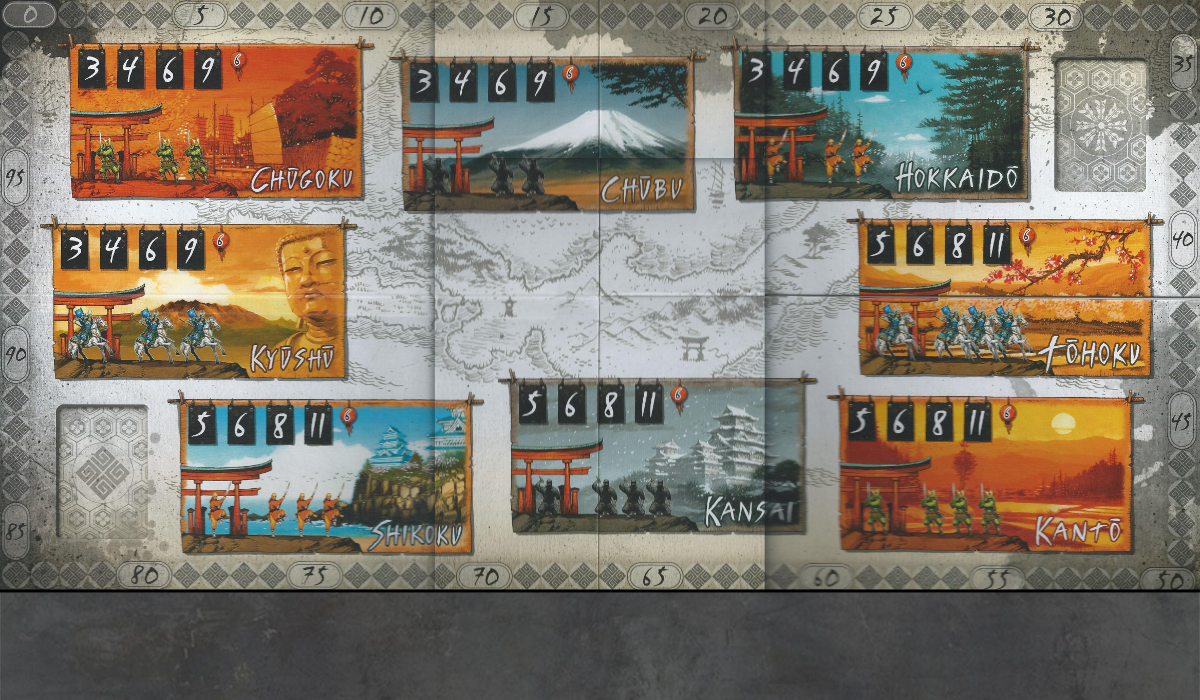 0 5 10 15 20 25 30
35
3 4 6 9 6
CHŪGOKU
3 4 6 9 6
CHŪBU
3 4 6 9 6
HOKKAIDŌ
95
40
3 4 6 9 6
KYŪSHŪ
5 6 8 11 6
TŌHOKU
90
45
5 6 8 11 6
SHIKOKU
5 6 8 11 6
KANSAI
5 6 8 11 6
KANTŌ
85
80 75 70 65 60 55 50